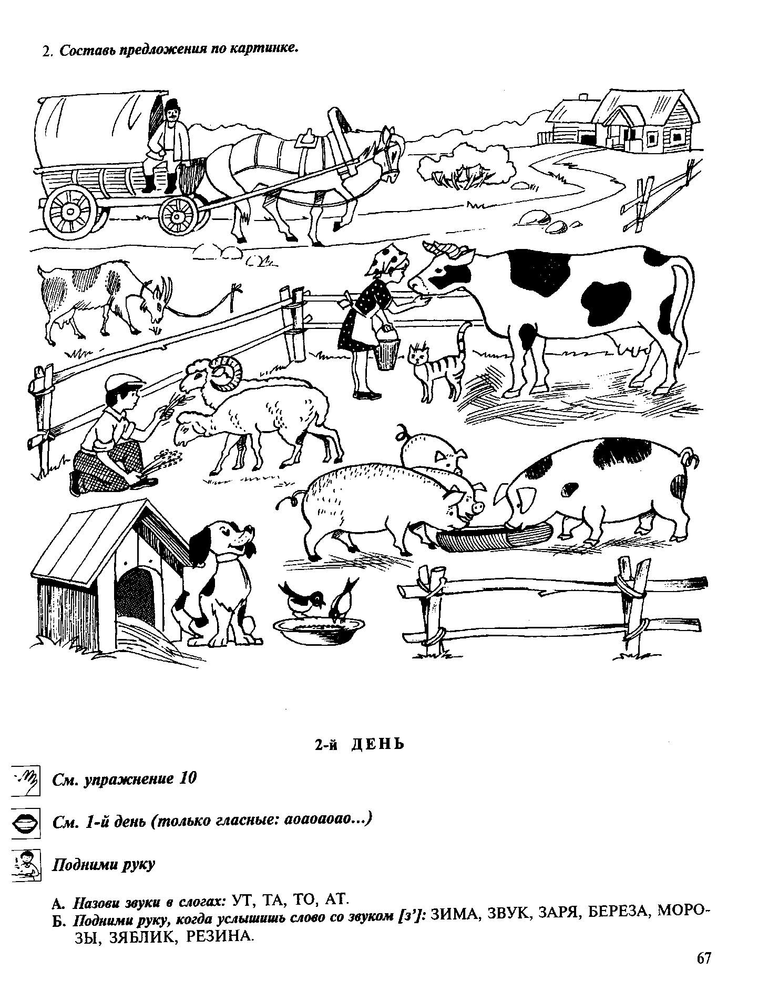 2. Составь предложения по картинке.
2-й ДЕНЬ
См. упражнение 10
См. 1-й день (только гласные: аоаоаоао...)
Подними руку
А. Назови звуки в слогах: УТ, ТА, ТО, АТ.
Б. Подними руку, когда услышишь слово со звуком [з’]: ЗИМА, ЗВУК, ЗАРЯ, БЕРЕЗА, МОРО-
ЗЫ, ЗЯБЛИК, РЕЗИНА.
67